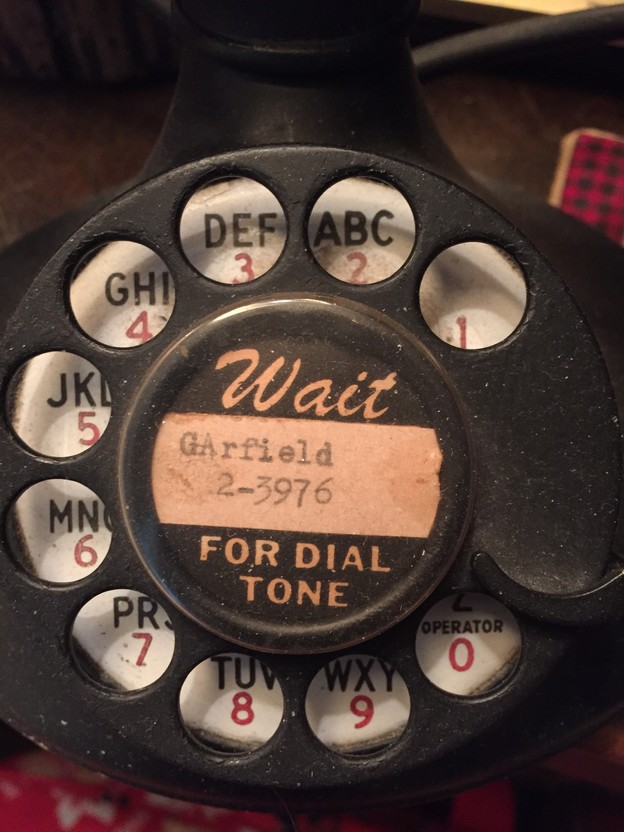 DEF
3
ABC
2
1
GHI
4
JKL
5
MNO
6
PRS
7
TUV
8
WXY
9
Z
OPERATOR
0
Wait
GArfield
2-3976
FOR DIAL
TONE